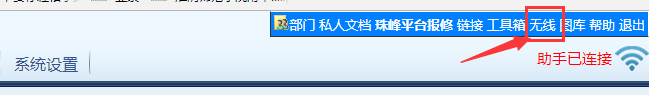 部门 私人文档 珠峰平台报修 链接 工具箱 无线 图库 帮助 退出
助手已连接
系统设置